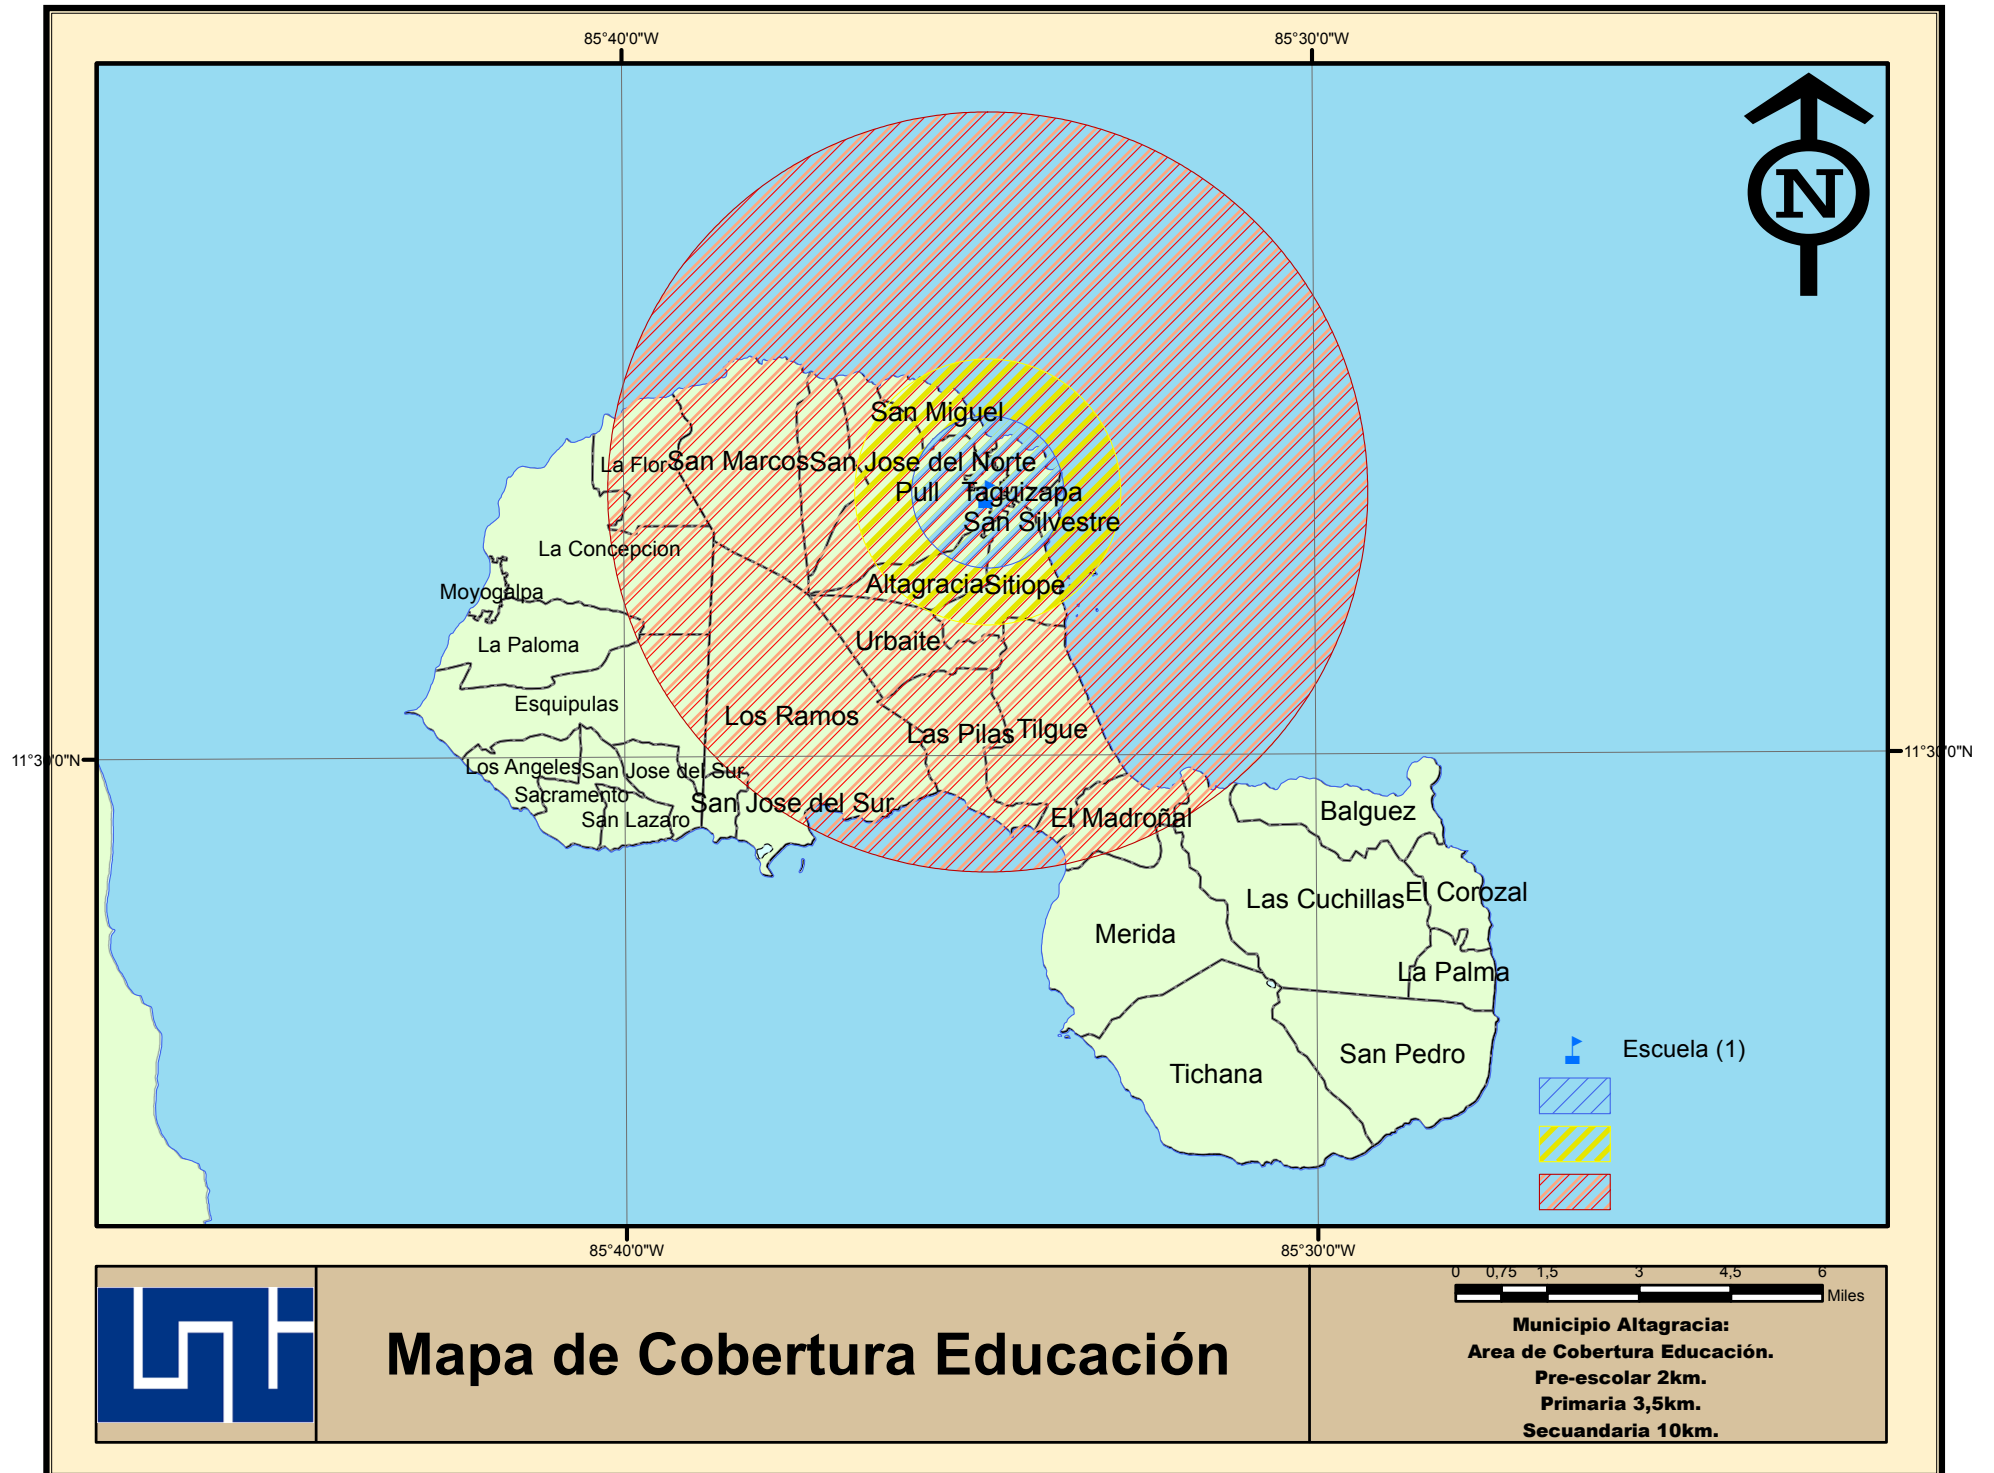 85°40'0"W
85°30'0"W
N
San Miguel
La Flor
San Marcos
San Jose del Norte
Pull
Taguizapa
San Silvestre
La Concepcion
Moyogalpa
Altagracia
Sitiope
Urbaite
La Paloma
Esquipulas
Los Ramos
Las Pilas
Tilgue
11°30'0"N
11°30'0"N
Los Angeles
San Jose del Sur
Sacramento
San Jose del Sur
San Lazaro
El Madroñal
Balguez
Las Cuchillas
El Corozal
Merida
La Palma
San Pedro
Tichana
Escuela (1)
85°40'0"W
85°30'0"W
0 0,75 1,5 3 4,5 6
Miles
Mapa de Cobertura Educación
Municipio Altagracia:
Area de Cobertura Educación.
Pre-escolar 2km.
Primaria 3,5km.
Secuandaria 10km.